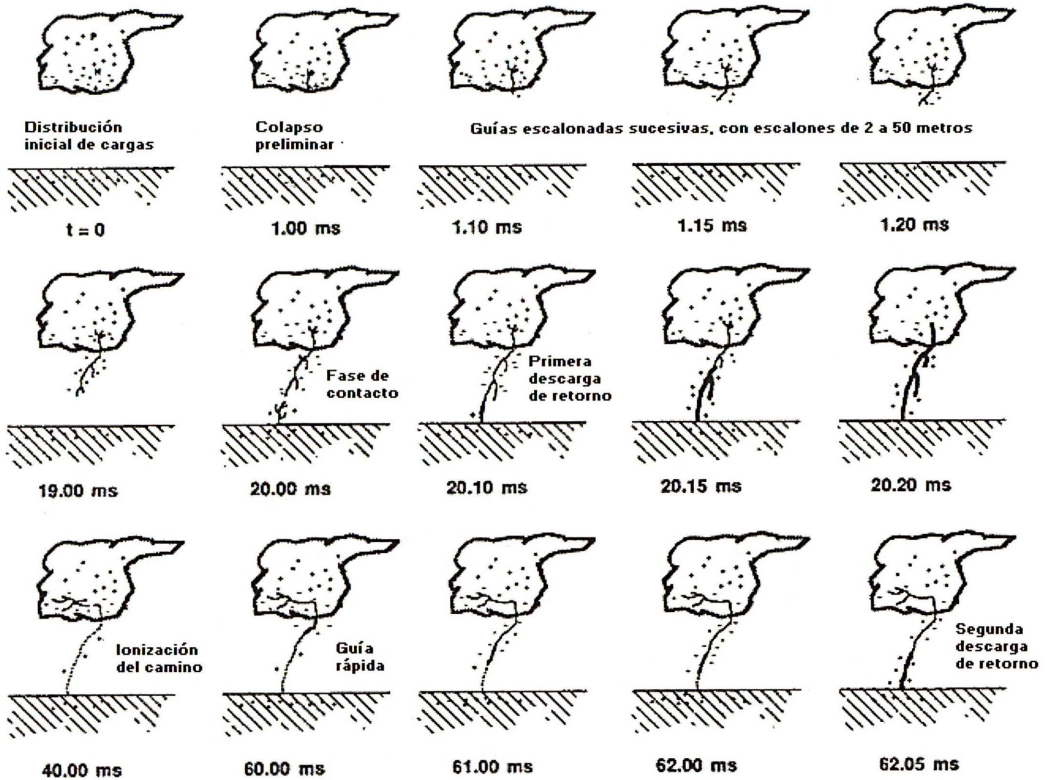 Distribución
inicial de cargas
Colapso
preliminar
Guías escalonadas sucesivas, con escalones de 2 a 50 metros
t = 0
1.00 ms
1.10 ms
1.15 ms
1.20 ms
Fase de
contacto
Primera
descarga
de retorno
19.00 ms
20.00 ms
20.10 ms
20.15 ms
20.20 ms
Ionización
del camino
Guía
rápida
Segunda
descarga
de retorno
40.00 ms
60.00 ms
61.00 ms
62.00 ms
62.05 ms